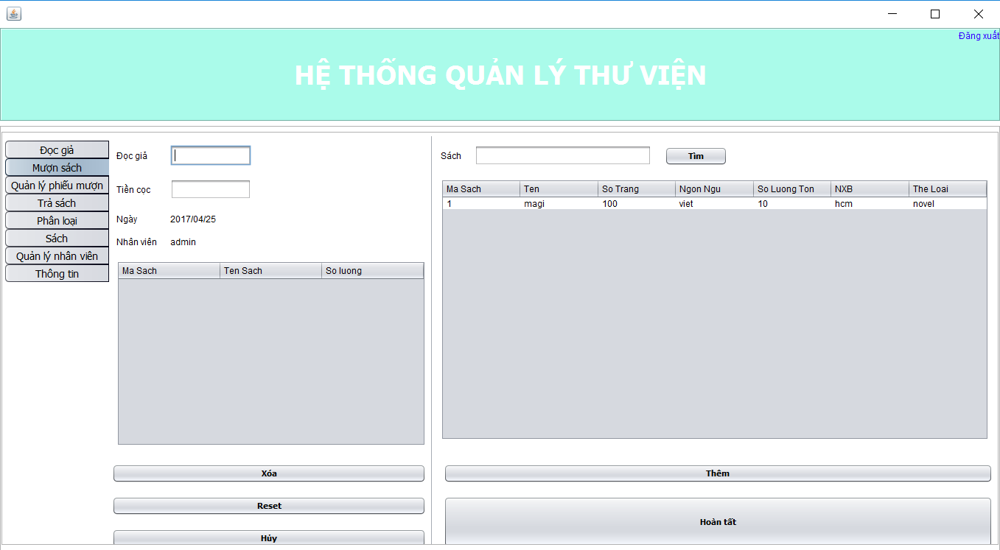 Đăng xuất
HỆ THỐNG QUẢN LÝ THƯ VIỆN
Đọc giả
Mượn sách
Quản lý phiếu mượn
Trả sách
Phân loại
Sách
Quản lý nhân viên
Thông tin
Đọc giả
Tiền cọc
Ngày 2017/04/25
Nhân viên admin
Ma Sach Ten Sach So luong
Xóa
Reset
Hủy
Sách Tìm
Ma Sach Ten So Trang Ngon Ngu So Luong Ton NXB The Loai
1 magi 100 viet 10 hcm novel
Thêm
Hoàn tất